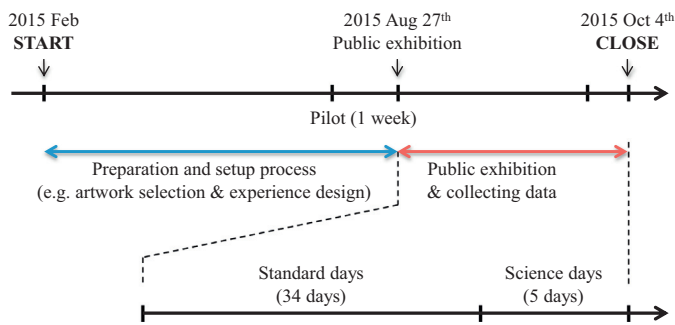 2015 Feb
START
2015 Aug 27th
Public exhibition
2015 Oct 4th
CLOSE
Pilot (1 week)
Preparation and setup process
(e.g. artwork selection & experience design)
Public exhibition
& collecting data
Standard days
(34 days)
Science days
(5 days)